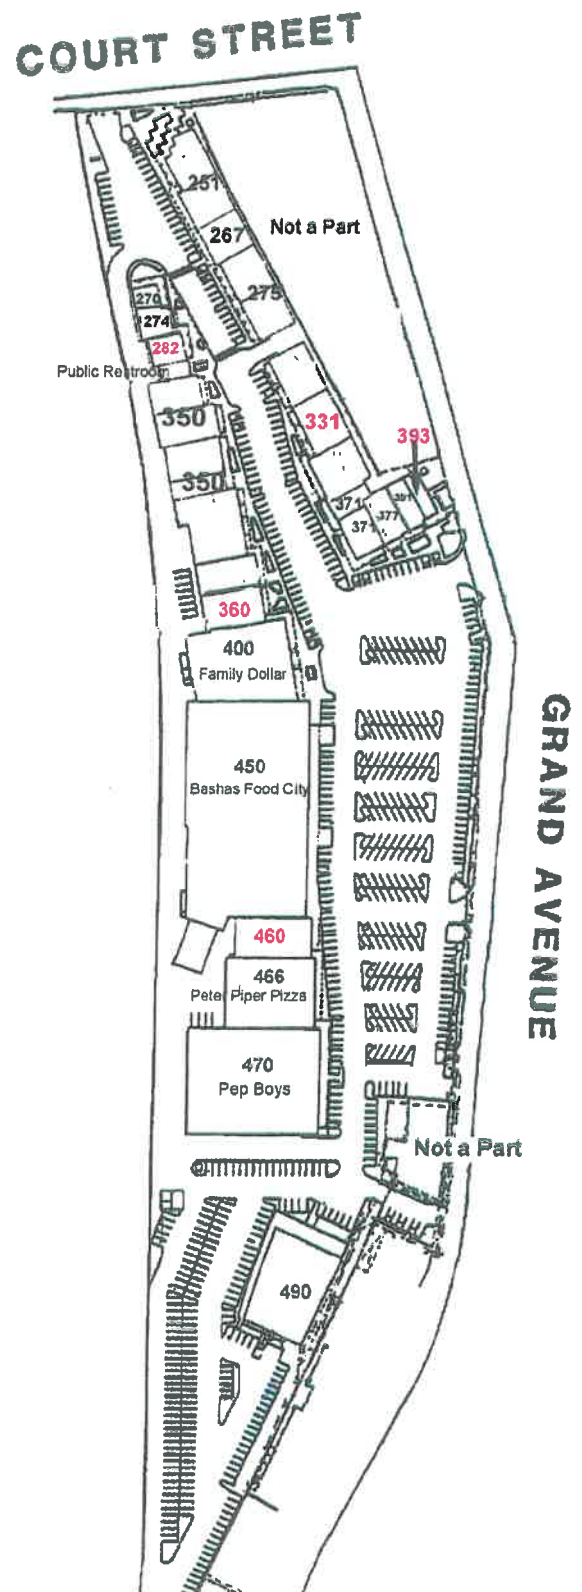 COURT STREET
251
267
Not a Part
275
270
274
282
Public Restroom
350
331
393
350
371
391
377
371
360
400
Family Dollar
450
Bashas Food City
GRAND AVENUE
460
466
Peter Piper Pizza
470
Pep Boys
Not a Part
490